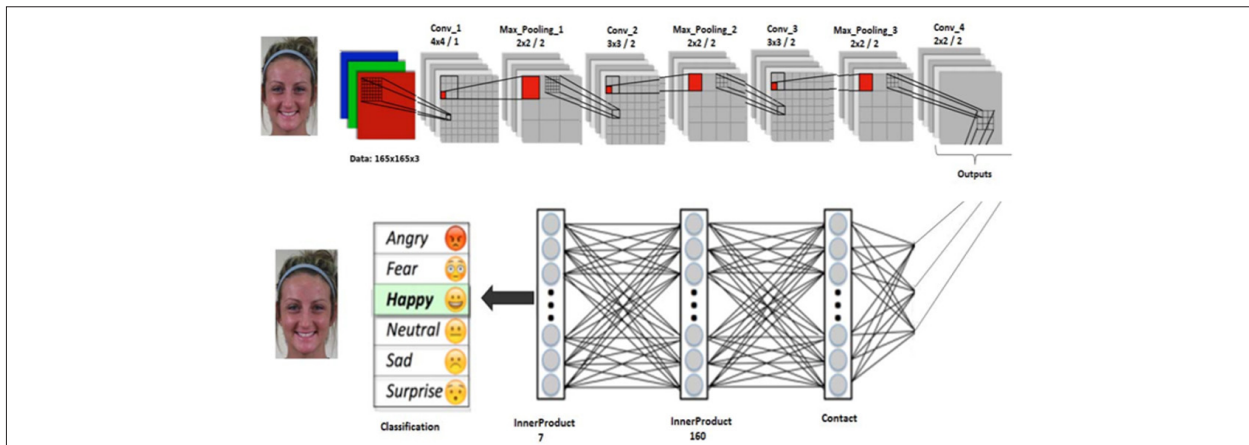 Conv_1
4x4 / 1
Max_Pooling_1
2x2 / 2
Conv_2
3x3 / 2
Max_Pooling_2
2x2 / 2
Conv_3
3x3 / 2
Max_Pooling_3
2x2 / 2
Conv_4
2x2 / 2
Data: 165x165x3
Outputs
Angry
Fear
Happy
Neutral
Sad
Surprise
Classification
InnerProduct
7
InnerProduct
160
Contact